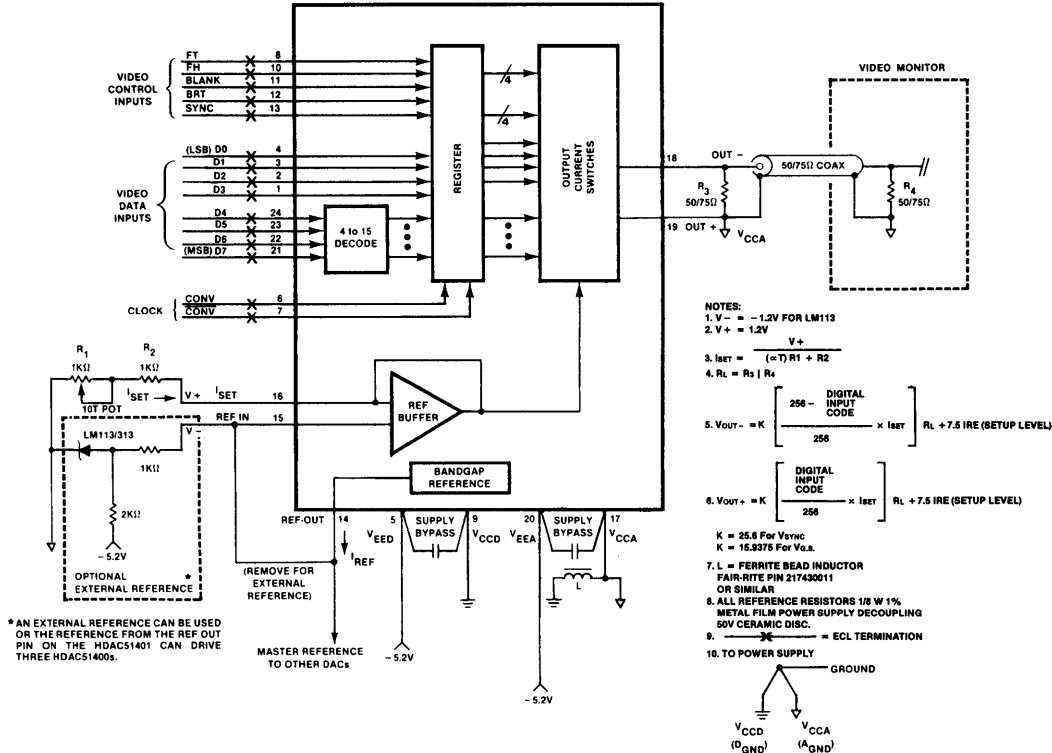 VIDEO CONTROL INPUTS
FT 8
FH 10
BLANK 11
BRT 12
SYNC 13
VIDEO DATA INPUTS
(LSB) D0 4
D1 3
D2 2
D3 1
D4 24
D5 23
D6 22
(MSB) D7 21
4 to 15 DECODE
REGISTER
4
4
OUTPUT CURRENT SWITCHES
CLOCK
CONV 6
CONV 7
18 OUT -
19 OUT +
R3
50/75Ω
VCCA
50/75Ω COAX
VIDEO MONITOR
R4
50/75Ω
R1
1KΩ
10T POT
R2
1KΩ
ISET
V+
ISET 16
REF IN 15
V-
LM113/313
1KΩ
2KΩ
- 5.2V
OPTIONAL
EXTERNAL REFERENCE *
REF BUFFER
BANDGAP REFERENCE
REF-OUT 14
IREF
(REMOVE FOR EXTERNAL REFERENCE)
MASTER REFERENCE TO OTHER DACs
5
VEED
SUPPLY BYPASS
9
VCCD
20
VEEA
SUPPLY BYPASS
17
VCCA
L
- 5.2V
- 5.2V
* AN EXTERNAL REFERENCE CAN BE USED
OR THE REFERENCE FROM THE REF OUT
PIN ON THE HDAC51401 CAN DRIVE
THREE HDAC51400s.
NOTES:
1. V- = -1.2V FOR LM113
2. V+ = 1.2V
3. ISET = V+ / (∝T) R1 + R2
4. RL = R3 | R4
5. VOUT- = K [ 256 - DIGITAL INPUT CODE / 256 × ISET ] RL + 7.5 IRE (SETUP LEVEL)
6. VOUT+ = K [ DIGITAL INPUT CODE / 256 × ISET ] RL + 7.5 IRE (SETUP LEVEL)
K = 25.6 For VSYNC
K = 15.9375 For VG.S.
7. L = FERRITE BEAD INDUCTOR
FAIR-RITE PIN 217430011
OR SIMILAR
8. ALL REFERENCE RESISTORS 1/8 W 1%
METAL FILM POWER SUPPLY DECOUPLING
50V CERAMIC DISC.
9. X = ECL TERMINATION
10. TO POWER SUPPLY
GROUND
VCCD
(DGND)
VCCA
(AGND)